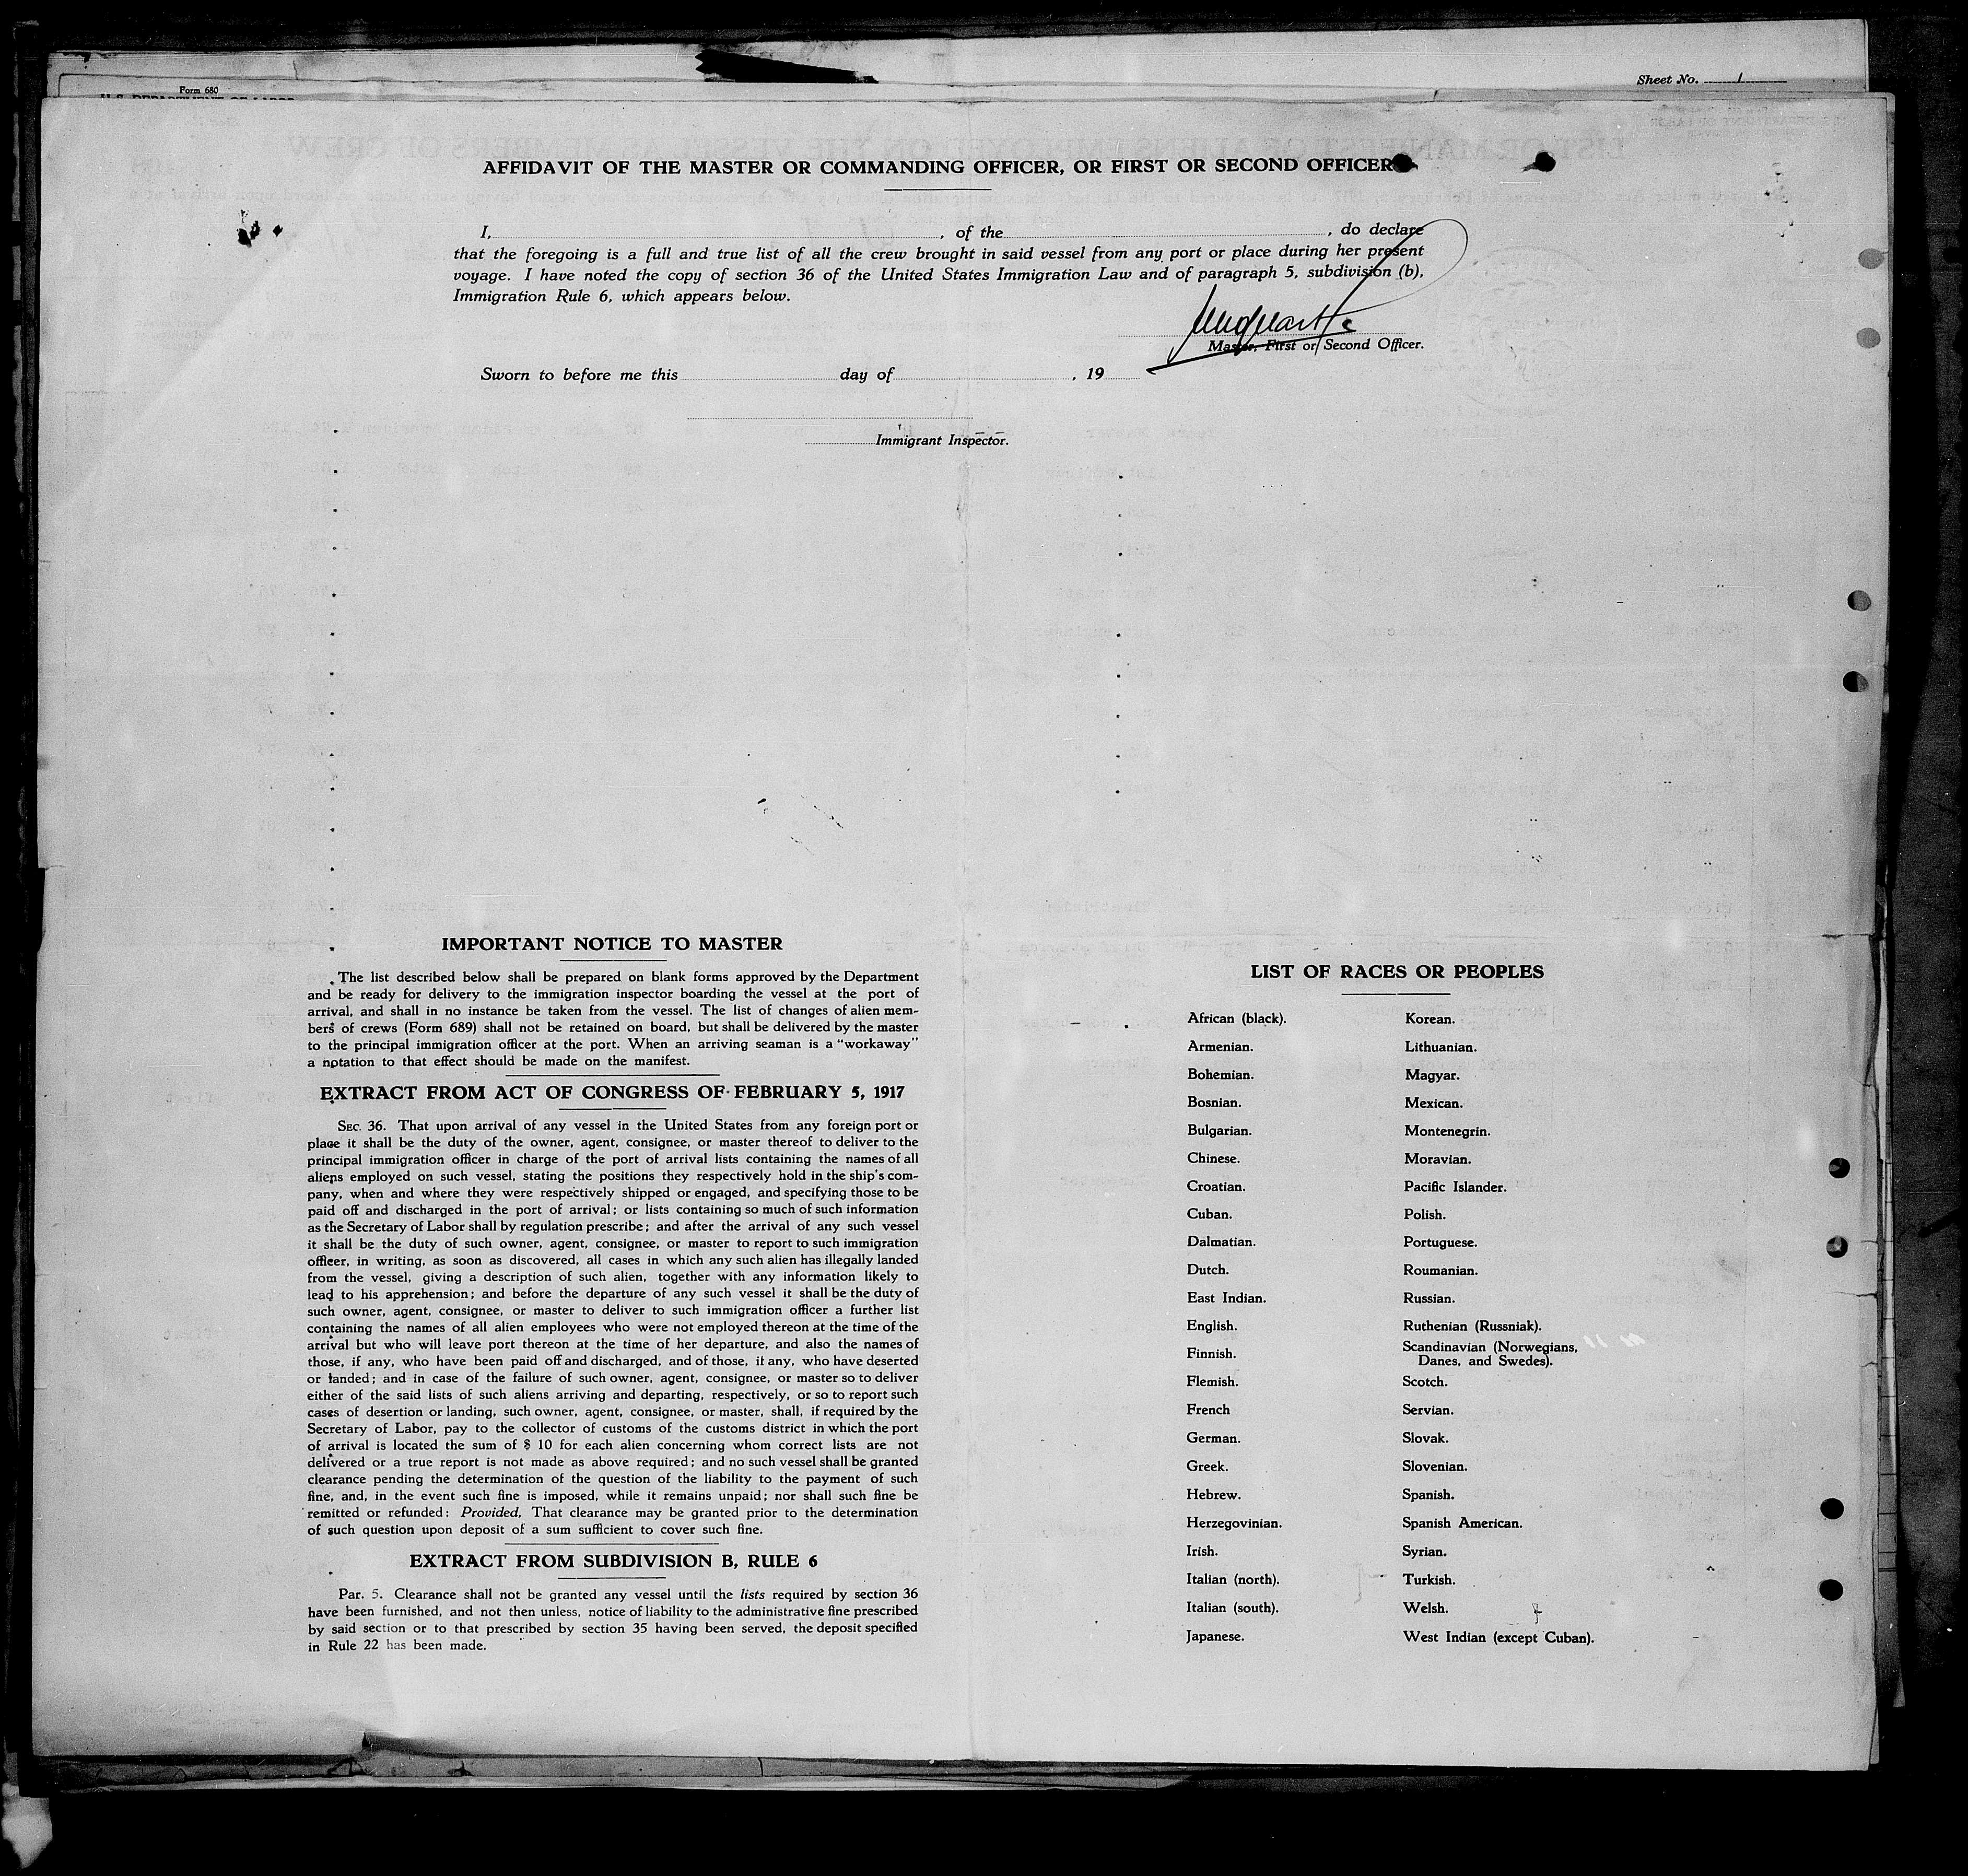 Form 680
Sheet No. 1
AFFIDAVIT OF THE MASTER OR COMMANDING OFFICER, OR FIRST OR SECOND OFFICER
I, , of the , do declare
that the foregoing is a full and true list of all the crew brought in said vessel from any port or place during her present
voyage. I have noted the copy of section 36 of the United States Immigration Law and of paragraph 5, subdivision (b),
Immigration Rule 6, which appears below.
Master, First or Second Officer.
Sworn to before me this day of , 19
Immigrant Inspector.
IMPORTANT NOTICE TO MASTER
The list described below shall be prepared on blank forms approved by the Department
and be ready for delivery to the immigration inspector boarding the vessel at the port of
arrival, and shall in no instance be taken from the vessel. The list of changes of alien mem-
bers of crews (Form 689) shall not be retained on board, but shall be delivered by the master
to the principal immigration officer at the port. When an arriving seaman is a "workaway"
a notation to that effect should be made on the manifest.
EXTRACT FROM ACT OF CONGRESS OF FEBRUARY 5, 1917
SEC. 36. That upon arrival of any vessel in the United States from any foreign port or
place it shall be the duty of the owner, agent, consignee, or master thereof to deliver to the
principal immigration officer in charge of the port of arrival lists containing the names of all
aliens employed on such vessel, stating the positions they respectively hold in the ship's com-
pany, when and where they were respectively shipped or engaged, and specifying those to be
paid off and discharged in the port of arrival; or lists containing so much of such information
as the Secretary of Labor shall by regulation prescribe; and after the arrival of any such vessel
it shall be the duty of such owner, agent, consignee, or master to report to such immigration
officer, in writing, as soon as discovered, all cases in which any such alien has illegally landed
from the vessel, giving a description of such alien, together with any information likely to
lead to his apprehension; and before the departure of any such vessel it shall be the duty of
such owner, agent, consignee, or master to deliver to such immigration officer a further list
containing the names of all alien employees who were not employed thereon at the time of the
arrival but who will leave port thereon at the time of her departure, and also the names of
those, if any, who have been paid off and discharged, and of those, if any, who have deserted
or landed; and in case of the failure of such owner, agent, consignee, or master so to deliver
either of the said lists of such aliens arriving and departing, respectively, or so to report such
cases of desertion or landing, such owner, agent, consignee, or master, shall, if required by the
Secretary of Labor, pay to the collector of customs of the customs district in which the port
of arrival is located the sum of $ 10 for each alien concerning whom correct lists are not
delivered or a true report is not made as above required; and no such vessel shall be granted
clearance pending the determination of the question of the liability to the payment of such
fine, and, in the event such fine is imposed, while it remains unpaid; nor shall such fine be
remitted or refunded: Provided, That clearance may be granted prior to the determination
of such question upon deposit of a sum sufficient to cover such fine.
EXTRACT FROM SUBDIVISION B, RULE 6
Par. 5. Clearance shall not be granted any vessel until the lists required by section 36
have been furnished, and not then unless, notice of liability to the administrative fine prescribed
by said section or to that prescribed by section 35 having been served, the deposit specified
in Rule 22 has been made.
LIST OF RACES OR PEOPLES
African (black).
Armenian.
Bohemian.
Bosnian.
Bulgarian.
Chinese.
Croatian.
Cuban.
Dalmatian.
Dutch.
East Indian.
English.
Finnish.
Flemish.
French
German.
Greek.
Hebrew.
Herzegovinian.
Irish.
Italian (north).
Italian (south).
Japanese.
Korean.
Lithuanian.
Magyar.
Mexican.
Montenegrin.
Moravian.
Pacific Islander.
Polish.
Portuguese.
Roumanian.
Russian.
Ruthenian (Russniak).
Scandinavian (Norwegians,
Danes, and Swedes).
Scotch.
Servian.
Slovak.
Slovenian.
Spanish.
Spanish American.
Syrian.
Turkish.
Welsh.
West Indian (except Cuban).